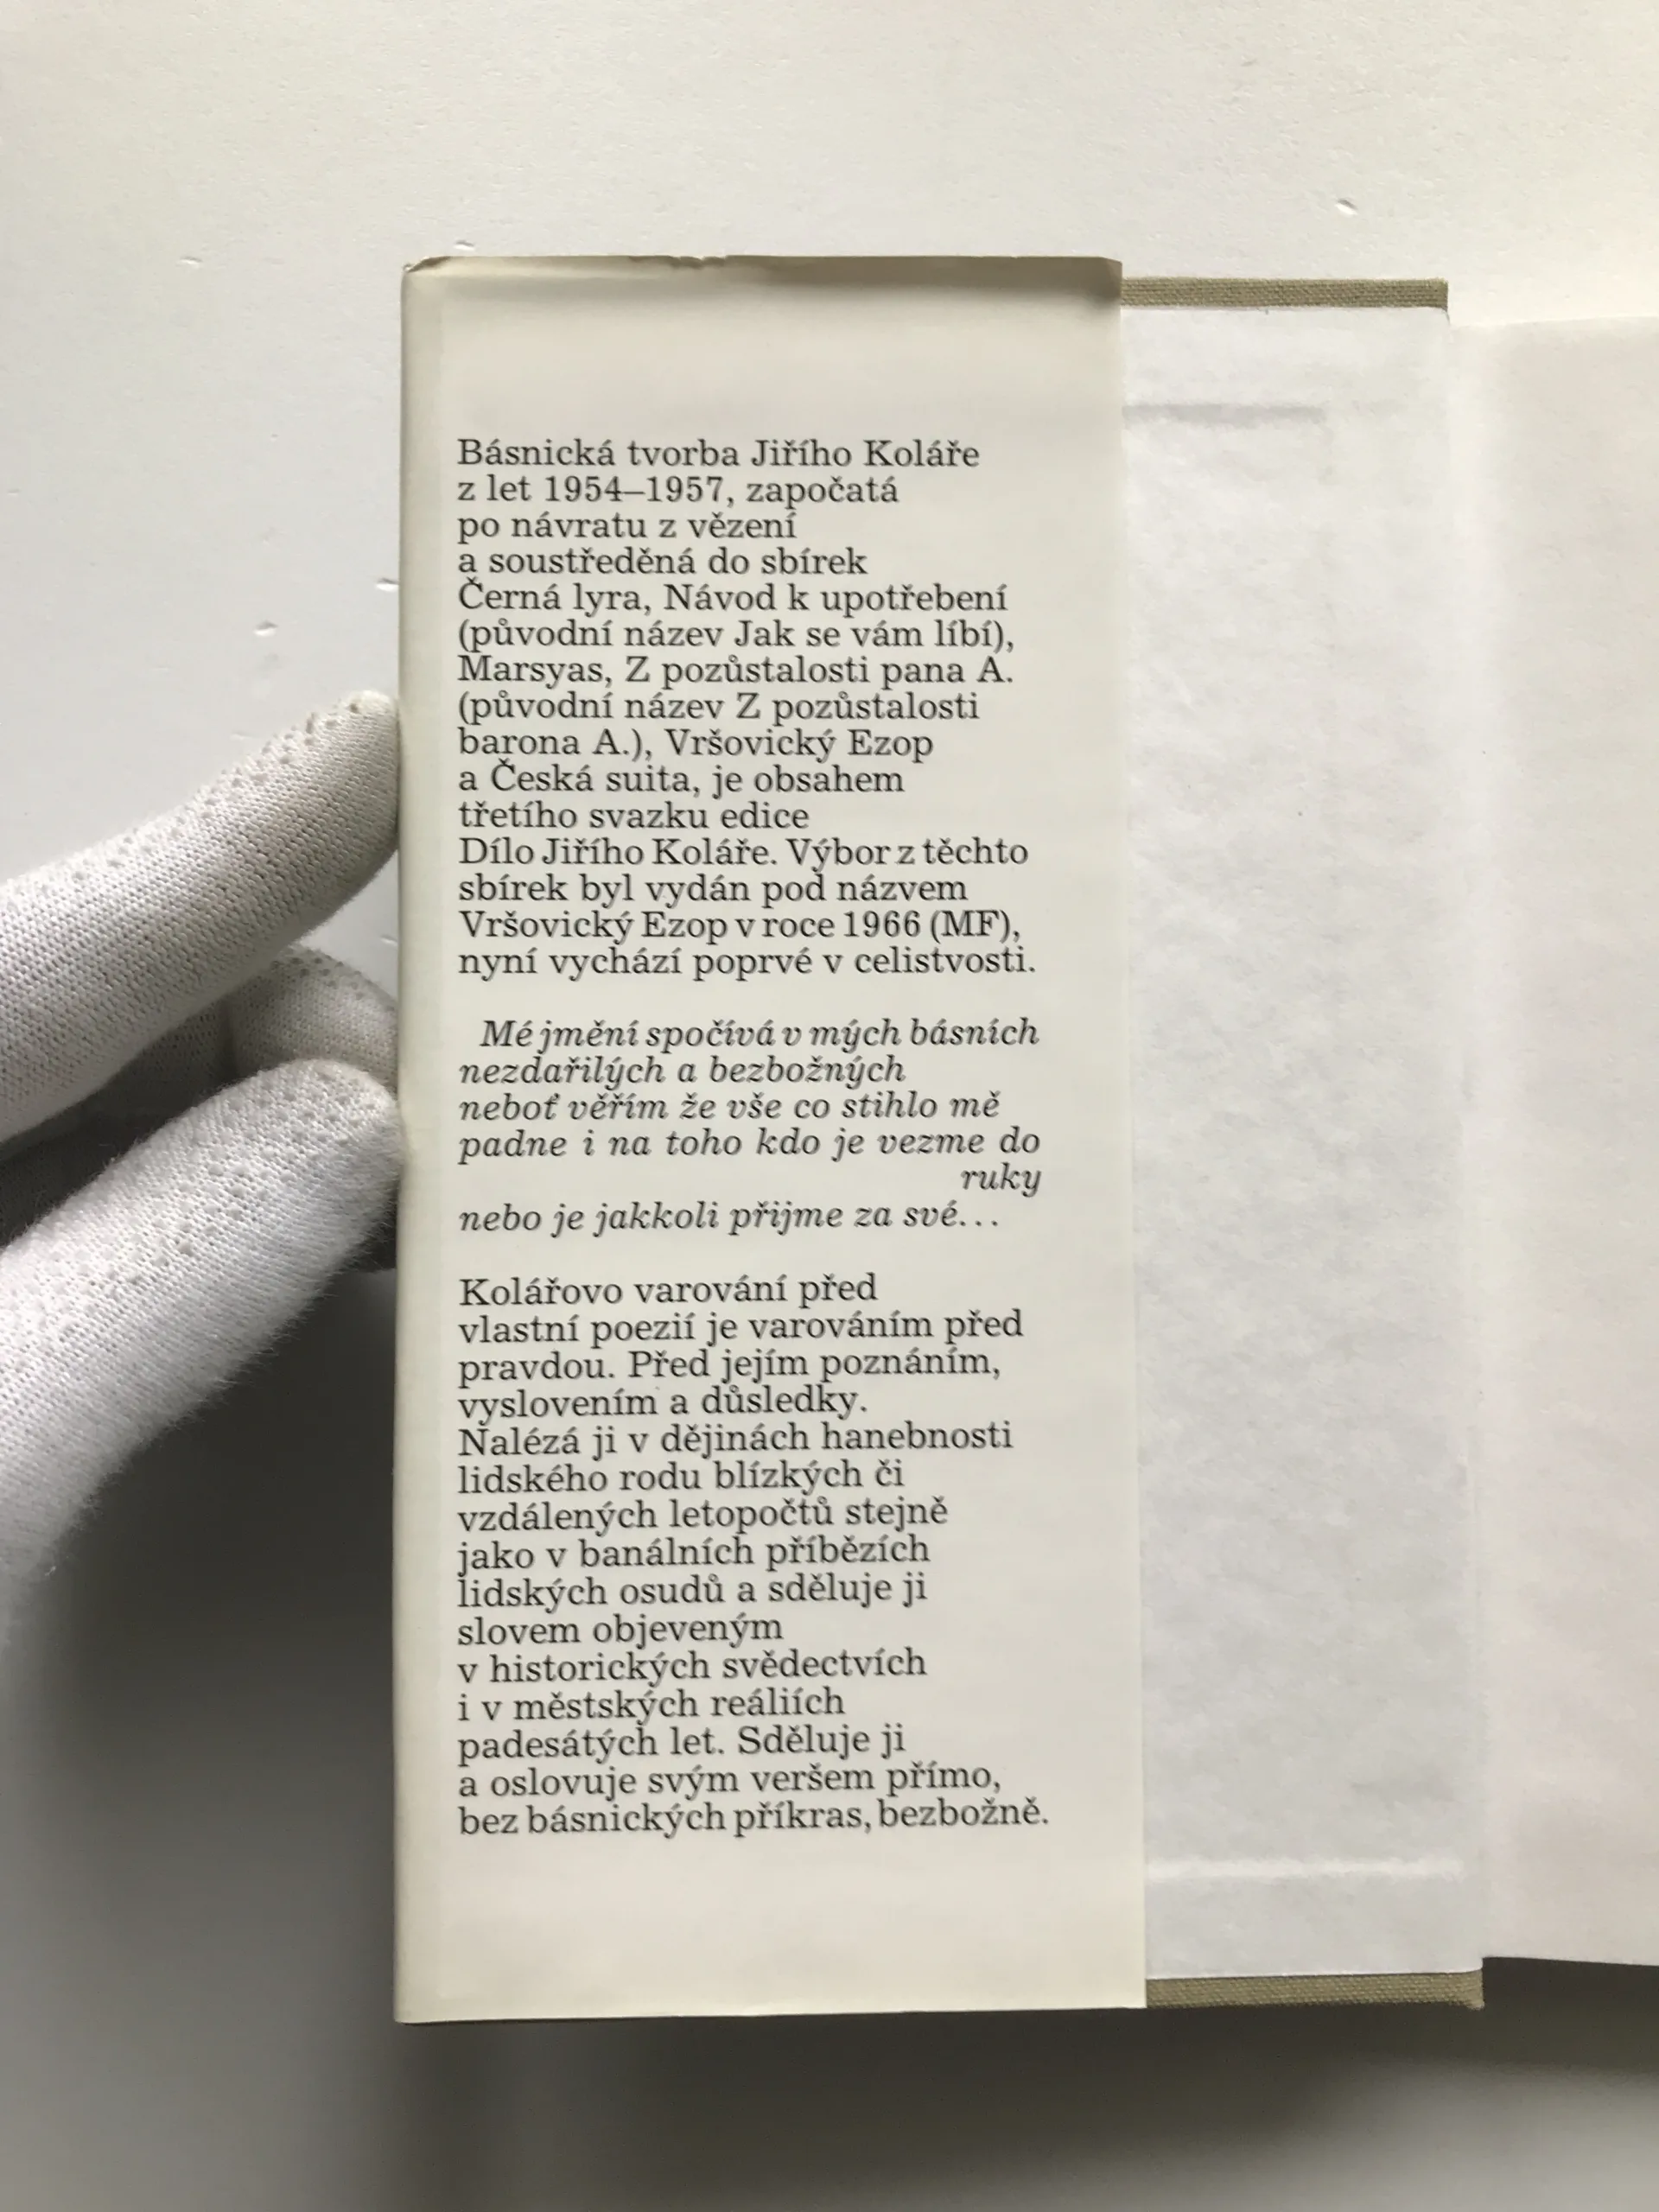 Básnická tvorba Jiřího Koláře
z let 1954–1957, započatá
po návratu z vězení
a soustředěná do sbírek
Černá lyra, Návod k upotřebení
(původní název Jak se vám líbí),
Marsyas, Z pozůstalosti pana A.
(původní název Z pozůstalosti
barona A.), Vršovický Ezop
a Česká suita, je obsahem
třetího svazku edice
Dílo Jiřího Koláře. Výbor z těchto
sbírek byl vydán pod názvem
Vršovický Ezop v roce 1966 (MF),
nyní vychází poprvé v celistvosti.
Mé jmění spočívá v mých básních
nezdařilých a bezbožných
neboť věřím že vše co stihlo mě
padne i na toho kdo je vezme do
ruky
nebo je jakkoli přijme za své...
Kolářovo varování před
vlastní poezií je varováním před
pravdou. Před jejím poznáním,
vyslovením a důsledky.
Nalézá ji v dějinách hanebnosti
lidského rodu blízkých či
vzdálených letopočtů stejně
jako v banálních příbězích
lidských osudů a sděluje ji
slovem objeveným
v historických svědectvích
i v městských reáliích
padesátých let. Sděluje ji
a oslovuje svým veršem přímo,
bez básnických příkras, bezbožně.